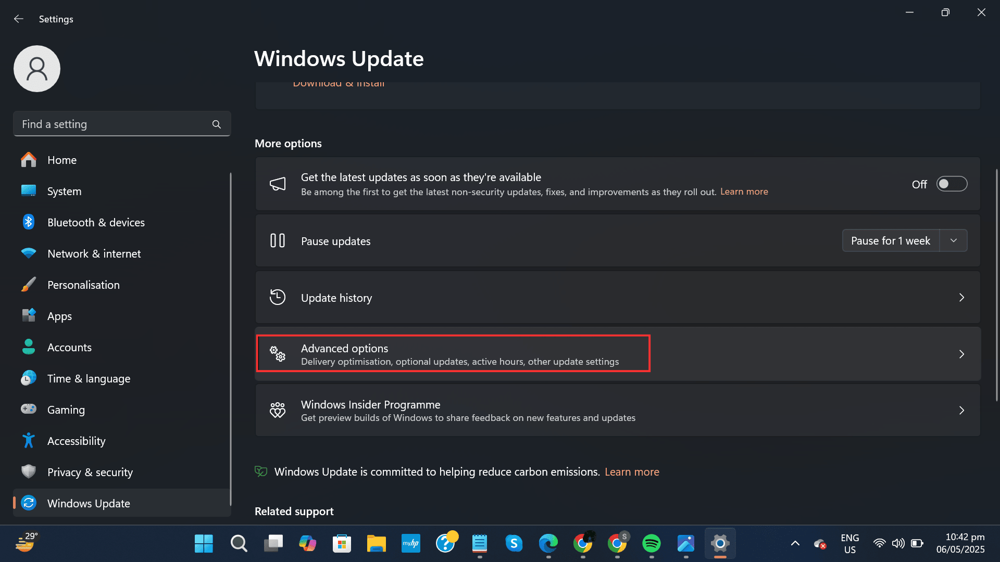 Settings
Find a setting
Home
System
Bluetooth & devices
Network & internet
Personalisation
Apps
Accounts
Time & language
Gaming
Accessibility
Privacy & security
Windows Update
Windows Update
Download & install
More options
Get the latest updates as soon as they're available
Be among the first to get the latest non-security updates, fixes, and improvements as they roll out. Learn more
Off
Pause updates
Pause for 1 week
Update history
Advanced options
Delivery optimisation, optional updates, active hours, other update settings
Windows Insider Programme
Get preview builds of Windows to share feedback on new features and updates
Windows Update is committed to helping reduce carbon emissions. Learn more
Related support
29°
myhp
?
S
S
ENG
US
10:42 pm
06/05/2025